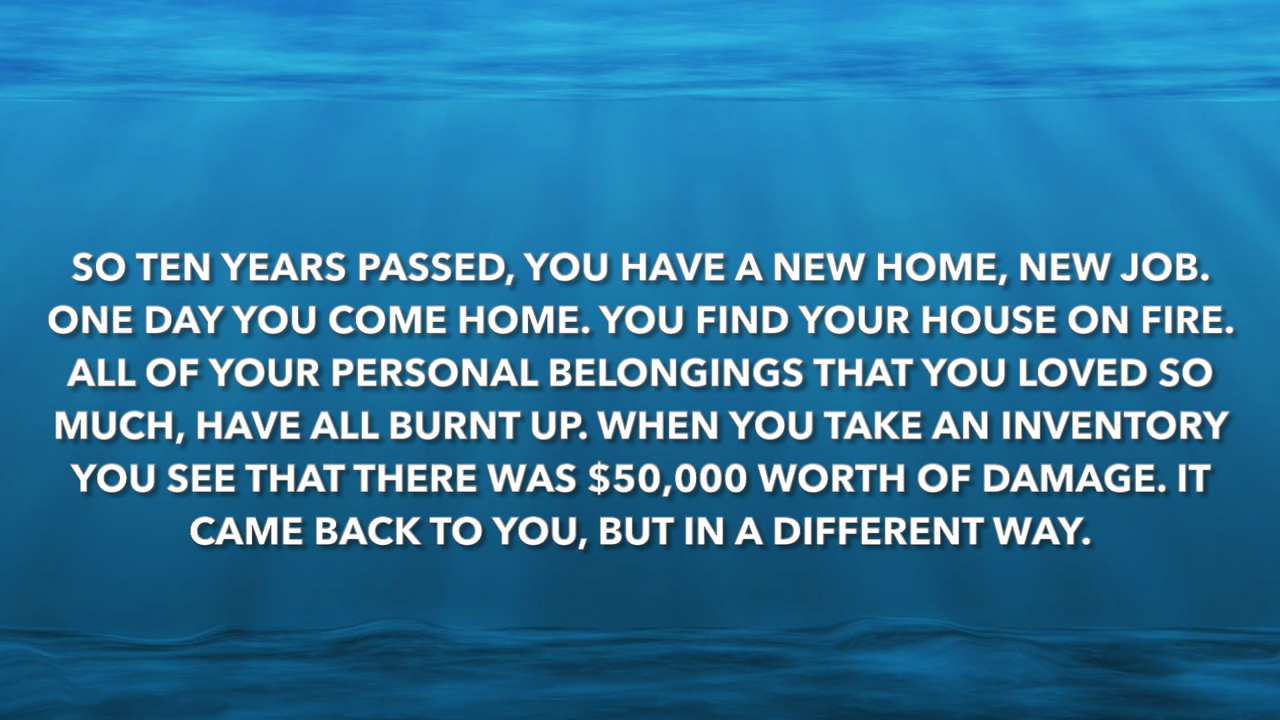 SO TEN YEARS PASSED, YOU HAVE A NEW HOME, NEW JOB.
ONE DAY YOU COME HOME. YOU FIND YOUR HOUSE ON FIRE.
ALL OF YOUR PERSONAL BELONGINGS THAT YOU LOVED SO
MUCH, HAVE ALL BURNT UP. WHEN YOU TAKE AN INVENTORY
YOU SEE THAT THERE WAS $50,000 WORTH OF DAMAGE. IT
CAME BACK TO YOU, BUT IN A DIFFERENT WAY.